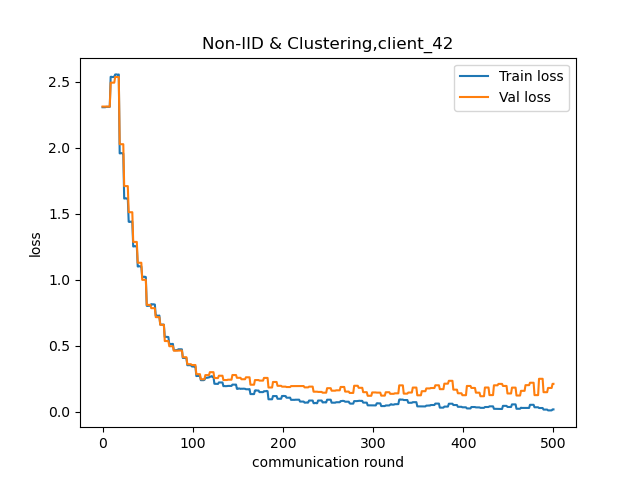 Non-IID & Clustering,client_42
Train loss
Val loss
2.5
2.0
1.5
1.0
0.5
0.0
loss
0 100 200 300 400 500
communication round